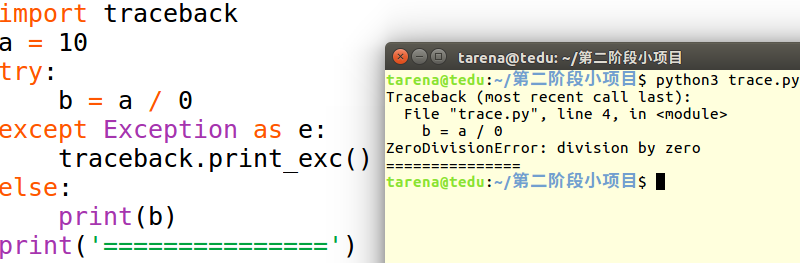 import traceback
a = 10
try:
    b = a / 0
except Exception as e:
    traceback.print_exc()
else:
    print(b)
print('===============')
tarena@tedu: ~/第二阶段小项目
tarena@tedu:~/第二阶段小项目$ python3 trace.py
Traceback (most recent call last):
  File "trace.py", line 4, in <module>
    b = a / 0
ZeroDivisionError: division by zero
===============
tarena@tedu:~/第二阶段小项目$